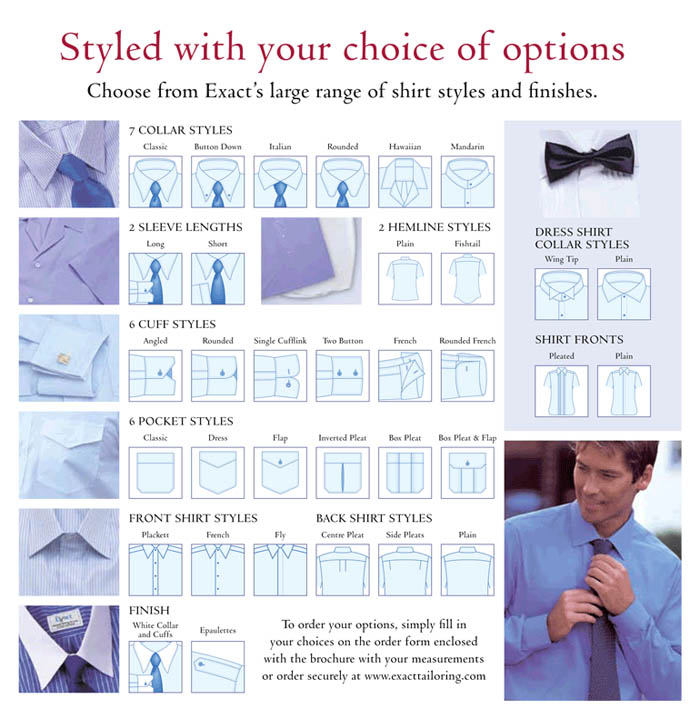 Styled with your choice of options
Choose from Exact's large range of shirt styles and finishes.
7 COLLAR STYLES
Classic
Button Down
Italian
Rounded
Hawaiian
Mandarin
2 SLEEVE LENGTHS
Long
Short
2 HEMLINE STYLES
Plain
Fishtail
6 CUFF STYLES
Angled
Rounded
Single Cufflink
Two Button
French
Rounded French
6 POCKET STYLES
Classic
Dress
Flap
Inverted Pleat
Box Pleat
Box Pleat & Flap
FRONT SHIRT STYLES
Plackett
French
Fly
BACK SHIRT STYLES
Centre Pleat
Side Pleats
Plain
FINISH
White Collar
and Cuffs
Epaulettes
Exact
To order your options, simply fill in
your choices on the order form enclosed
with the brochure with your measurements
or order securely at www.exacttailoring.com
DRESS SHIRT
COLLAR STYLES
Wing Tip
Plain
SHIRT FRONTS
Pleated
Plain